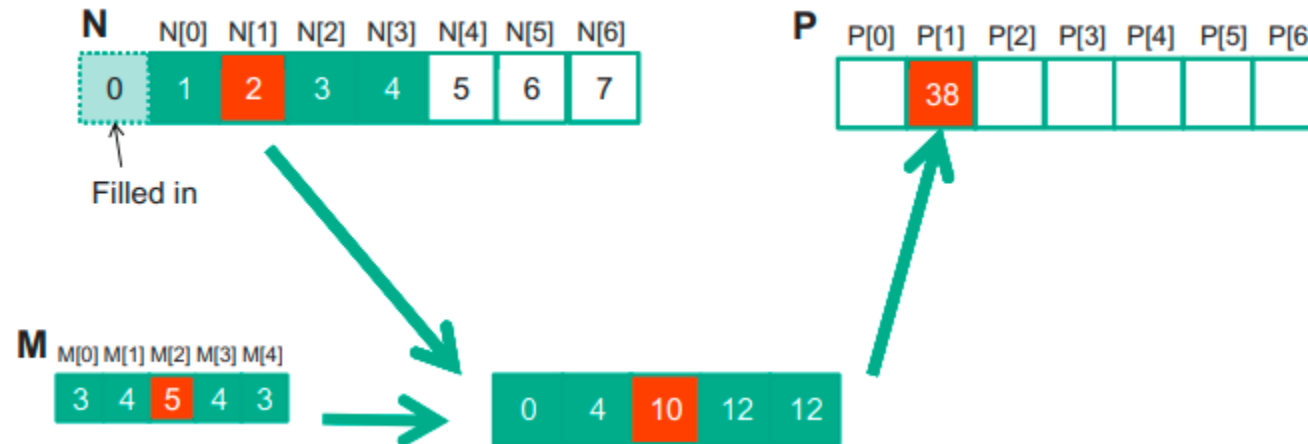 N N[0] N[1] N[2] N[3] N[4] N[5] N[6]
0 1 2 3 4 5 6 7
Filled in
P P[0] P[1] P[2] P[3] P[4] P[5] P[6
38
M M[0] M[1] M[2] M[3] M[4]
3 4 5 4 3
0 4 10 12 12